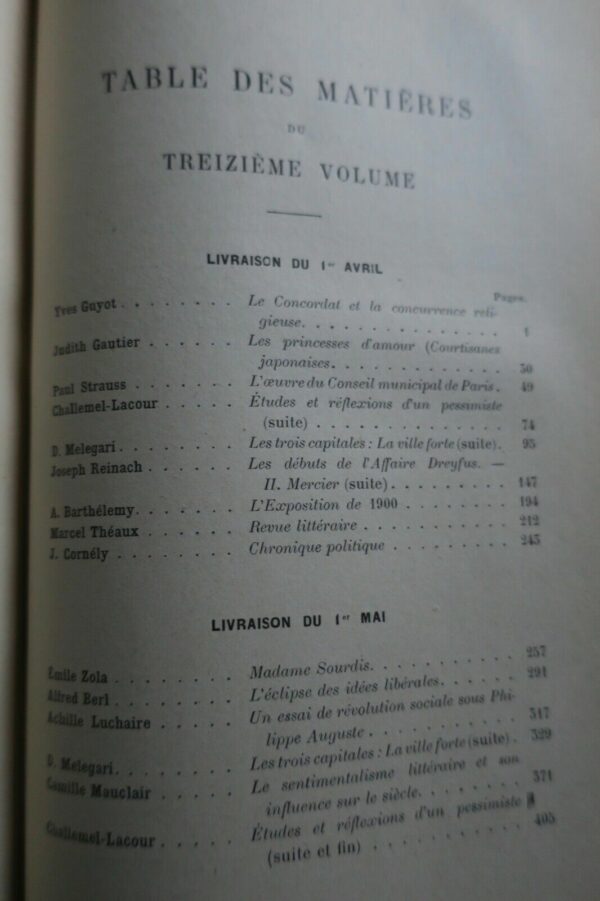 TABLE DES MATIÈRES
DU
TREIZIÈME VOLUME
LIVRAISON DU 1er AVRIL
Pages.
Yves Guyot . . . . . . . . Le Concordat et la concurrence reli-
gieuse. . . . . . . . . . . . . . . 1
Judith Gautier . . . . . . . Les princesses d'amour (Courtisanes
japonaises. . . . . . . . . . . . . 30
Paul Strauss . . . . . . . . L'œuvre du Conseil municipal de Paris . 49
Challemel-Lacour . . . . . . Études et réflexions d'un pessimiste
(suite) . . . . . . . . . . . . . . 74
D. Melegari . . . . . . . . Les trois capitales : La ville forte (suite). 95
Joseph Reinach . . . . . . . Les débuts de l'Affaire Dreyfus. —
II. Mercier (suite) . . . . . . . . . 147
A. Barthélemy. . . . . . . . L'Exposition de 1900 . . . . . . . . 194
Marcel Théaux . . . . . . . Revue littéraire . . . . . . . . . . 212
J. Cornély . . . . . . . . . Chronique politique . . . . . . . . . 245
LIVRAISON DU 1er MAI
Émile Zola . . . . . . . . . Madame Sourdis. . . . . . . . . . . 257
Alfred Berl . . . . . . . . L'éclipse des idées libérales. . . . . . 291
Achille Luchaire . . . . . . Un essai de révolution sociale sous Phi-
lippe Auguste . . . . . . . . . . . 317
D. Melegari. . . . . . . . . Les trois capitales : La ville forte (suite) . 329
Camille Mauclair . . . . . . Le sentimentalisme littéraire et son
influence sur le siècle. . . . . . . . 371
Challemel-Lacour . . . . . . Études et réflexions d'un pessimiste
(suite et fin) . . . . . . . . . . . 405